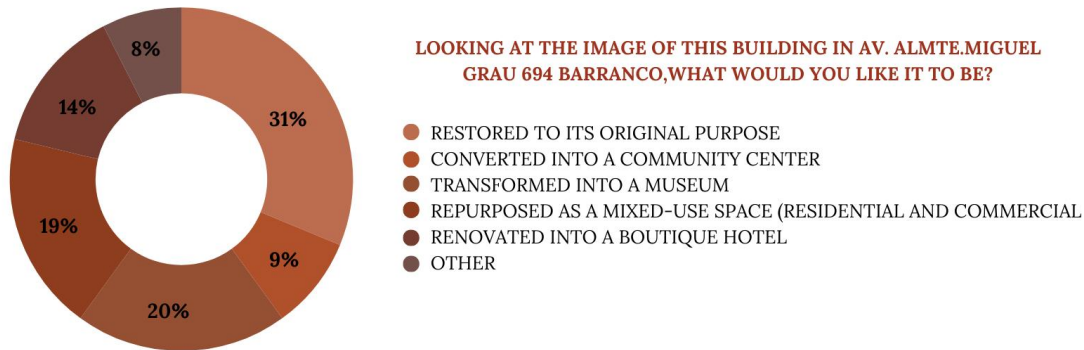 LOOKING AT THE IMAGE OF THIS BUILDING IN AV. ALMTE.MIGUEL
GRAU 694 BARRANCO,WHAT WOULD YOU LIKE IT TO BE?
8%
31%
14%
19%
9%
20%
RESTORED TO ITS ORIGINAL PURPOSE
CONVERTED INTO A COMMUNITY CENTER
TRANSFORMED INTO A MUSEUM
REPURPOSED AS A MIXED-USE SPACE (RESIDENTIAL AND COMMERCIAL
RENOVATED INTO A BOUTIQUE HOTEL
OTHER